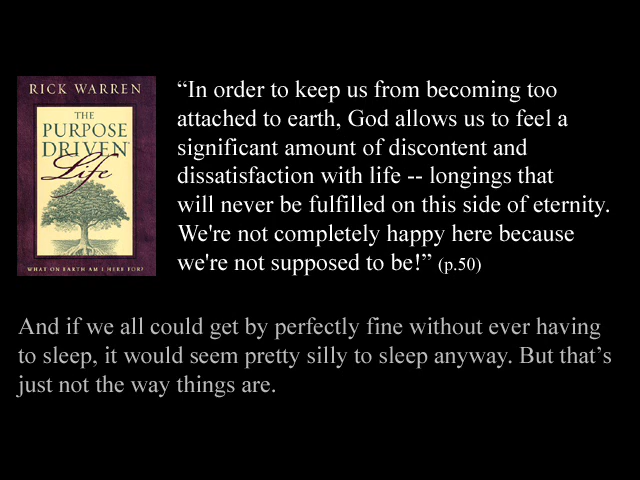 RICK WARREN
THE
PURPOSE
DRIVEN
Life
WHAT ON EARTH AM I HERE FOR?
“In order to keep us from becoming too
attached to earth, God allows us to feel a
significant amount of discontent and
dissatisfaction with life -- longings that
will never be fulfilled on this side of eternity.
We're not completely happy here because
we're not supposed to be!” (p.50)
And if we all could get by perfectly fine without ever having
to sleep, it would seem pretty silly to sleep anyway. But that’s
just not the way things are.